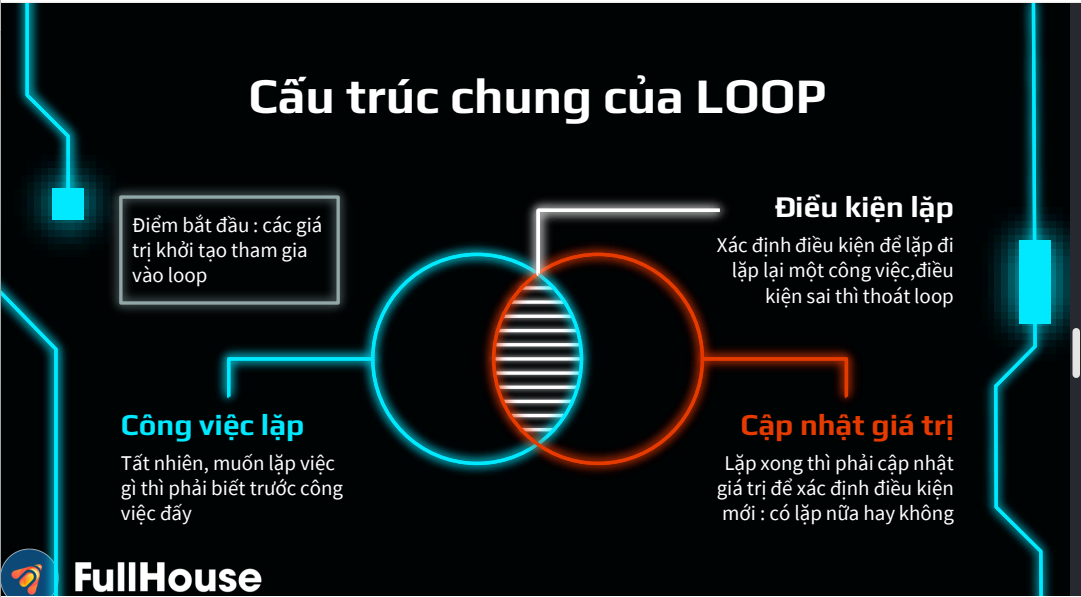 Cấu trúc chung của LOOP
Điểm bắt đầu : các giá
trị khởi tạo tham gia
vào loop
Điều kiện lặp
Xác định điều kiện để lặp đi
lặp lại một công việc,điều
kiện sai thì thoát loop
Công việc lặp
Tất nhiên, muốn lặp việc
gì thì phải biết trước công
việc đấy
Cập nhật giá trị
Lặp xong thì phải cập nhật
giá trị để xác định điều kiện
mới : có lặp nữa hay không
FullHouse